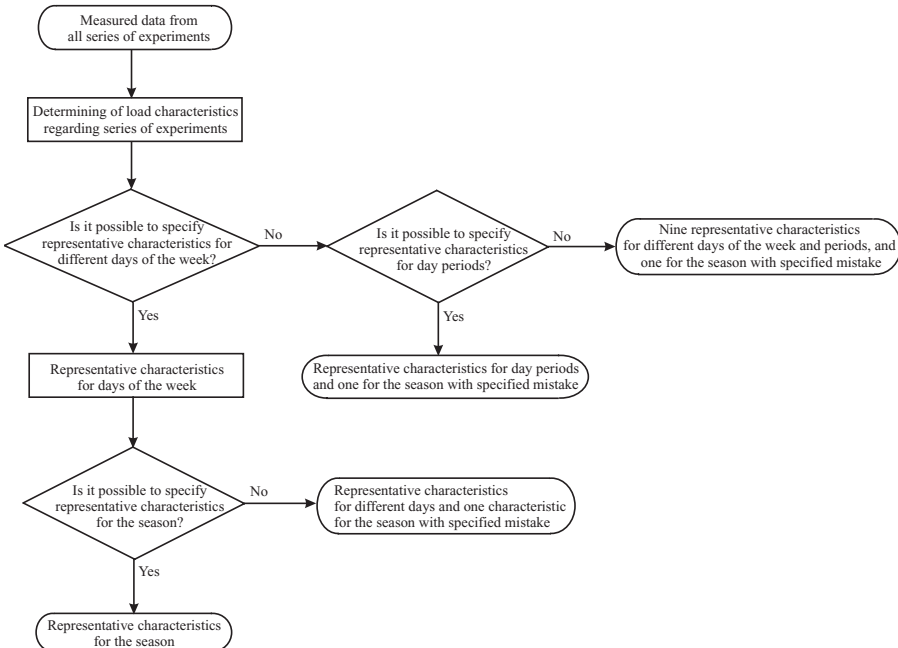 Measured data from
all series of experiments
Determining of load characteristics
regarding series of experiments
Is it possible to specify
representative characteristics for
different days of the week?
No
Is it possible to specify
representative characteristics
for day periods?
No
Nine representative characteristics
for different days of the week and periods, and
one for the season with specified mistake
Yes
Yes
Representative characteristics
for days of the week
Representative characteristics for day periods
and one for the season with specified mistake
Is it possible to specify
representative characteristics
for the season?
No
Representative characteristics
for different days and one characteristic
for the season with specified mistake
Yes
Representative characteristics
for the season